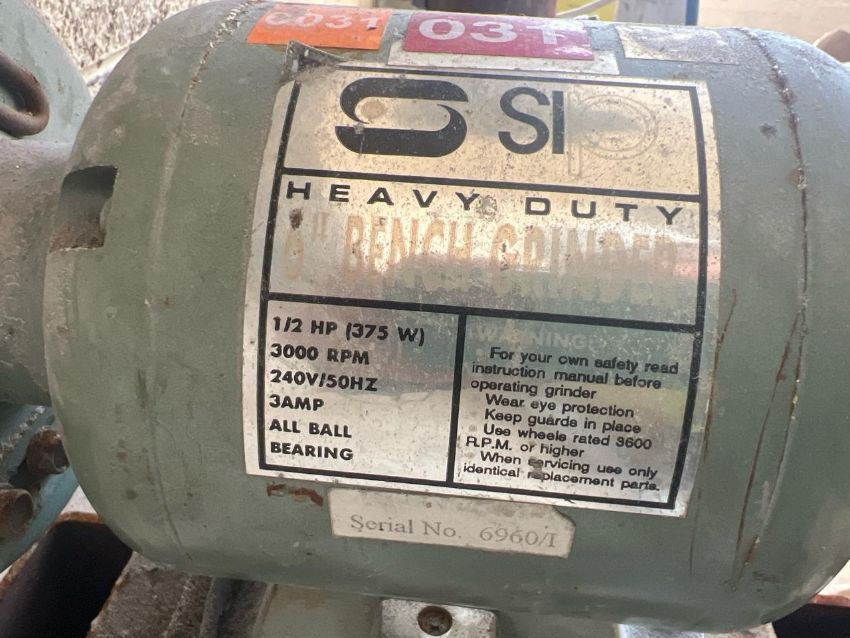 C031
031
SIP
HEAVY DUTY
6" BENCH GRINDER
1/2 HP (375 W)
3000 RPM
240V/50HZ
3AMP
ALL BALL
BEARING
WARNING
For your own safety read
instruction manual before
operating grinder
Wear eye protection
Keep guards in place
Use wheels rated 3600
R.P.M. or higher
When servicing use only
identical replacement parts.
Serial No. 6960/I